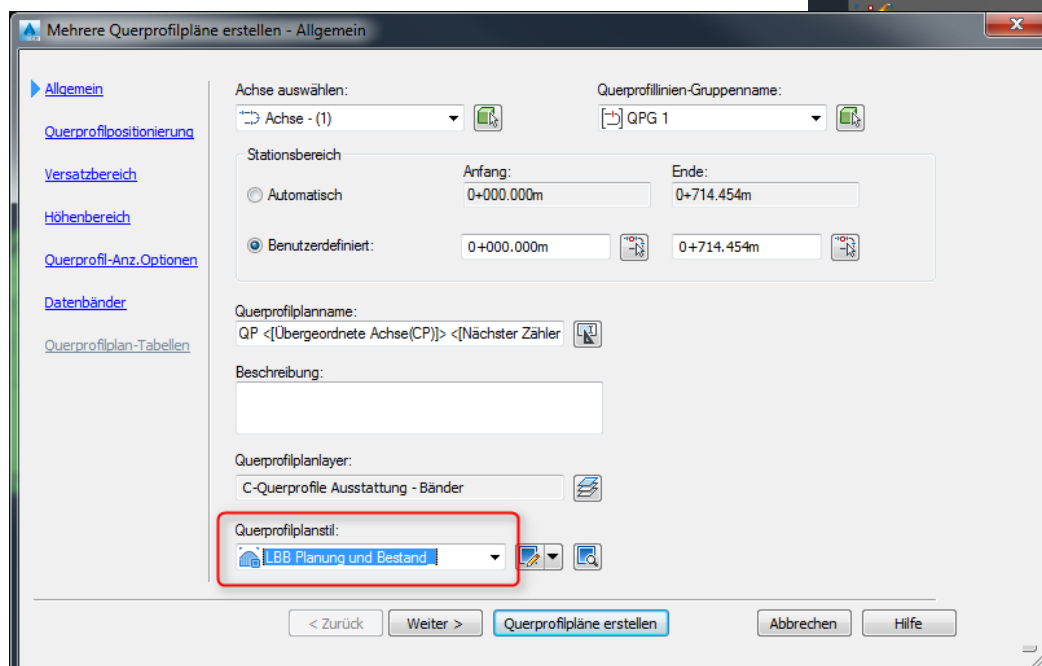 Mehrere Querprofilpläne erstellen - Allgemein
Allgemein
Querprofilpositionierung
Versatzbereich
Höhenbereich
Querprofil-Anz.Optionen
Datenbänder
Querprofilplan-Tabellen
Achse auswählen:
Achse - (1)
Querprofillinien-Gruppenname:
QPG 1
Stationsbereich
Anfang:
Ende:
Automatisch
0+000.000m
0+714.454m
Benutzerdefiniert:
0+000.000m
0+714.454m
Querprofilplanname:
QP <[Übergeordnete Achse(CP)]> <[Nächster Zähler
Beschreibung:
Querprofilplanlayer:
C-Querprofile Ausstattung - Bänder
Querprofilplanstil:
LBB Planung und Bestand_
< Zurück
Weiter >
Querprofilpläne erstellen
Abbrechen
Hilfe